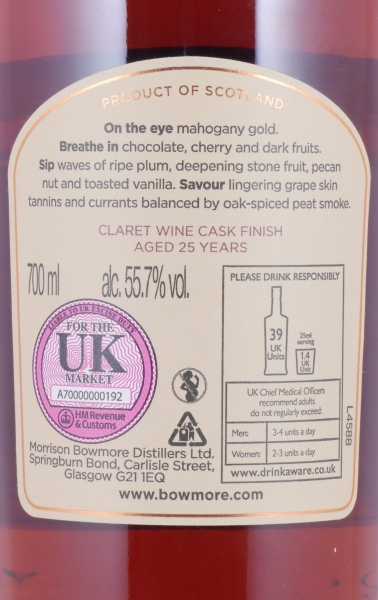 PRODUCT OF SCOTLAND
On the eye mahogany gold.
Breathe in chocolate, cherry and dark fruits.
Sip waves of ripe plum, deepening stone fruit, pecan
nut and toasted vanilla. Savour lingering grape skin
tannins and currants balanced by oak-spiced peat smoke.
CLARET WINE CASK FINISH
AGED 25 YEARS
700 ml alc. 55.7% vol.
LIABLE TO UK EXCISE DUTY
FOR THE
UK
MARKET
A70000000192
HM Revenue
& Customs
PLEASE DRINK RESPONSIBLY
39
UK
Units
25ml
serving
1.4
UK
Unit
UK Chief Medical Officers
recommend adults
do not regularly exceed
Men: 3-4 units a day
Women: 2-3 units a day
www.drinkaware.co.uk
L4588
Morrison Bowmore Distillers Ltd.
Springburn Bond, Carlisle Street,
Glasgow G21 1EQ
www.bowmore.com